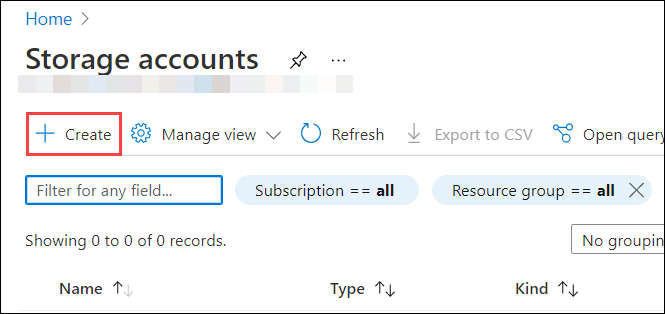 Home >
Storage accounts ...
+ Create Manage view Refresh Export to CSV Open query
Filter for any field... Subscription == all Resource group == all
Showing 0 to 0 of 0 records.
No grouping
Name ↑↓ Type ↑↓ Kind ↑↓